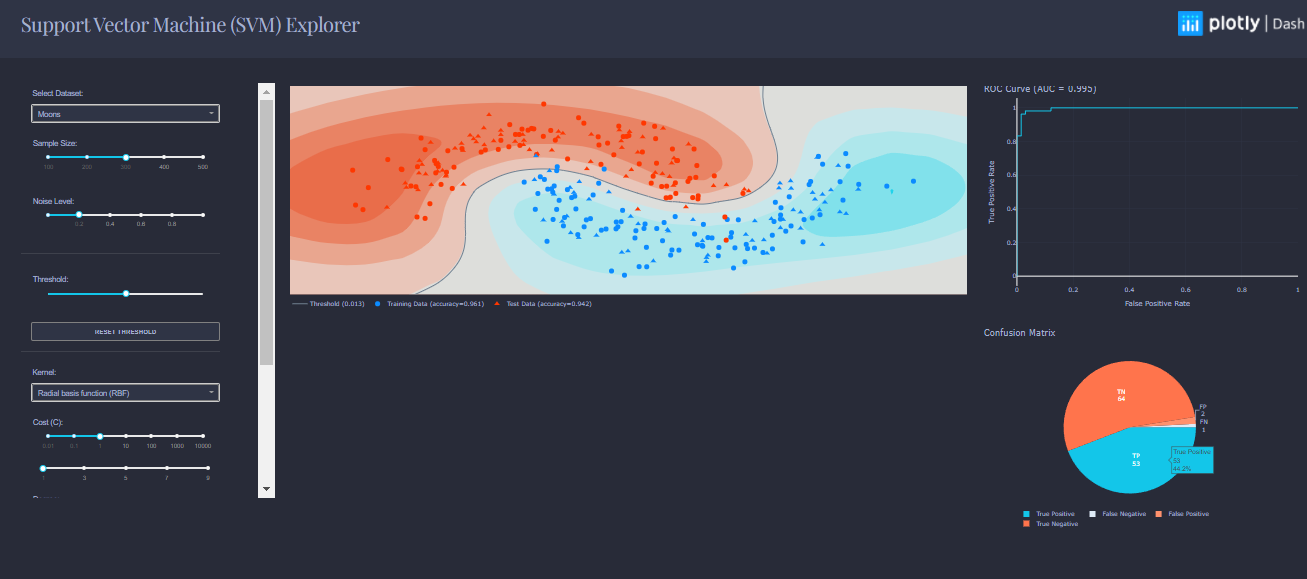 Support Vector Machine (SVM) Explorer
plotly | Dash
Select Dataset:
Moons
Sample Size:
100 200 300 400 500
Noise Level:
0.2 0.4 0.6 0.8
Threshold:
RESET THRESHOLD
Kernel:
Radial basis function (RBF)
Cost (C):
0.01 0.1 1 10 100 1000 10000
1 3 5 7 9
Threshold (0.013) Training Data (accuracy=0.961) Test Data (accuracy=0.942)
ROC Curve (AUC = 0.995)
True Positive Rate
1
0.8
0.6
0.4
0.2
0
0 0.2 0.4 0.6 0.8 1
False Positive Rate
Confusion Matrix
TN
64
FP
2
FN
1
TP
53
True Positive
53
44.2%
True Positive False Negative False Positive
True Negative